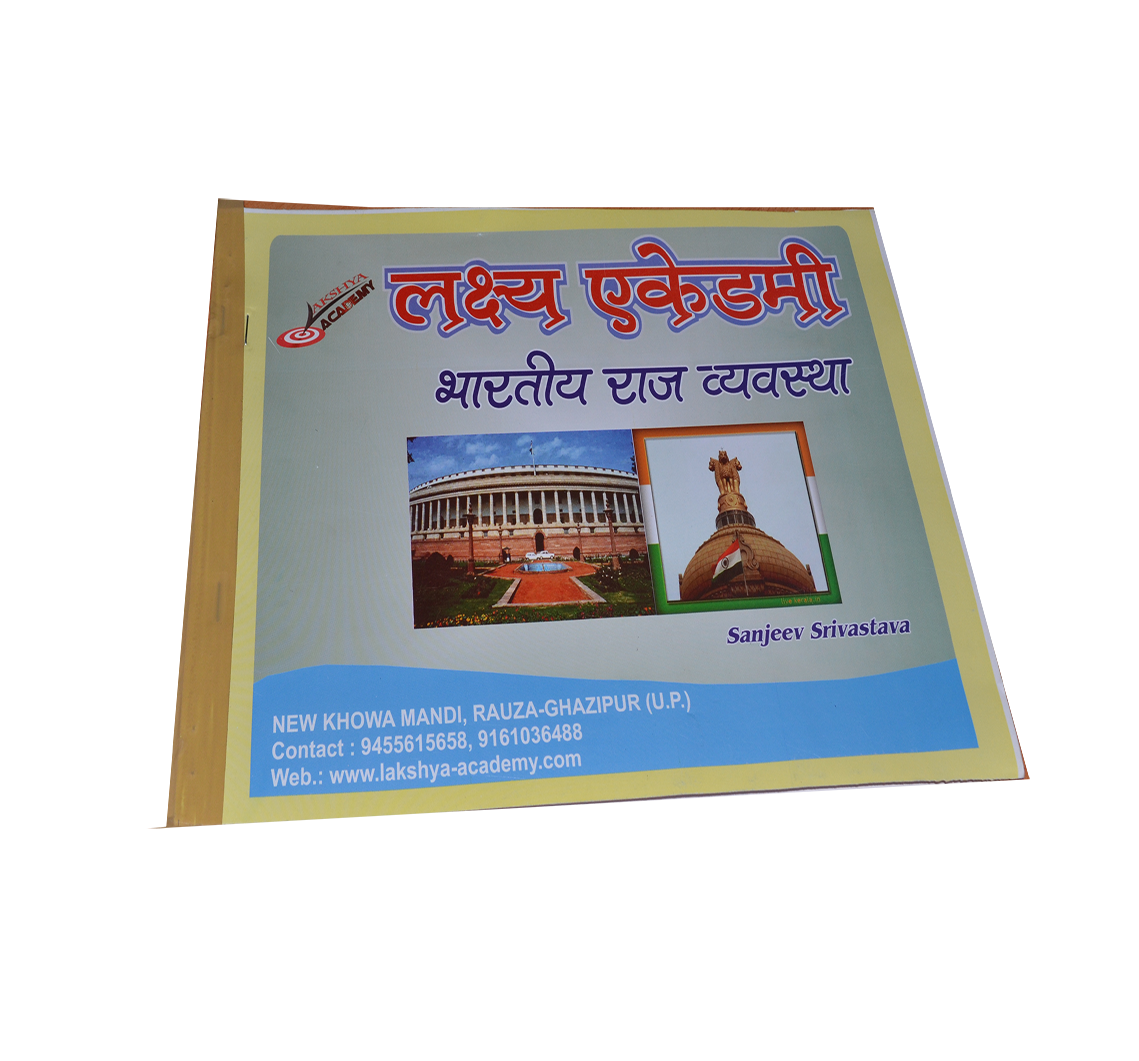 LAKSHYA
ACADEMY
लक्ष्य एकेडमी
भारतीय राज व्यवस्था
Sanjeev Srivastava
NEW KHOWA MANDI, RAUZA-GHAZIPUR (U.P.)
Contact : 9455615658, 9161036488
Web.: www.lakshya-academy.com